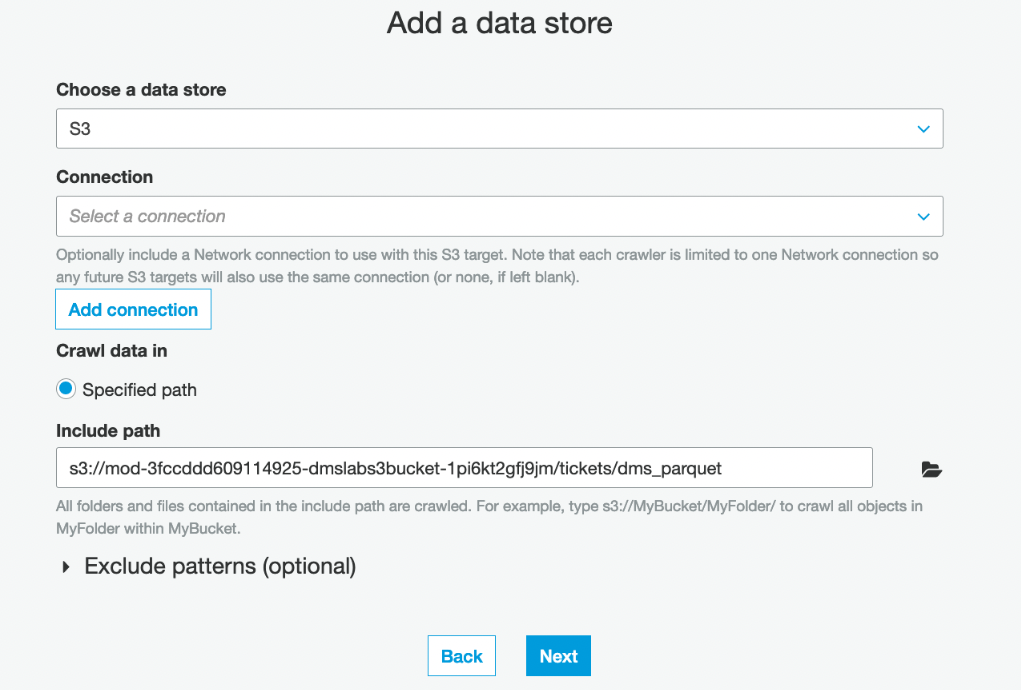 Add a data store
Choose a data store
S3
Connection
Select a connection
Optionally include a Network connection to use with this S3 target. Note that each crawler is limited to one Network connection so
any future S3 targets will also use the same connection (or none, if left blank).
Add connection
Crawl data in
Specified path
Include path
s3://mod-3fccddd609114925-dmslabs3bucket-1pi6kt2gfj9jm/tickets/dms_parquet
All folders and files contained in the include path are crawled. For example, type s3://MyBucket/MyFolder/ to crawl all objects in
MyFolder within MyBucket.
Exclude patterns (optional)
Back
Next